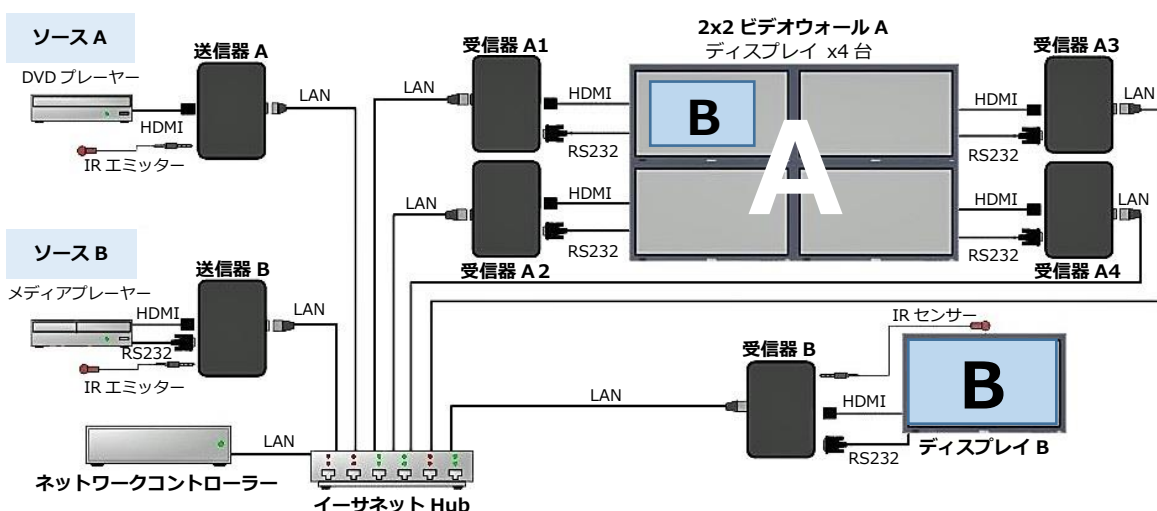 ソース A
DVD プレーヤー
HDMI
IR エミッター
送信器 A
LAN
LAN
受信器 A1
HDMI
RS232
2x2 ビデオウォール A
ディスプレイ x4 台
B
A
受信器 A3
HDMI
LAN
RS232
LAN
HDMI
RS232
受信器 A2
HDMI
LAN
RS232
受信器 A4
ソース B
メディアプレーヤー
HDMI
RS232
IR エミッター
送信器 B
LAN
IR センサー
受信器 B
LAN
HDMI
RS232
B
ディスプレイ B
LAN
ネットワークコントローラー
イーサネット Hub